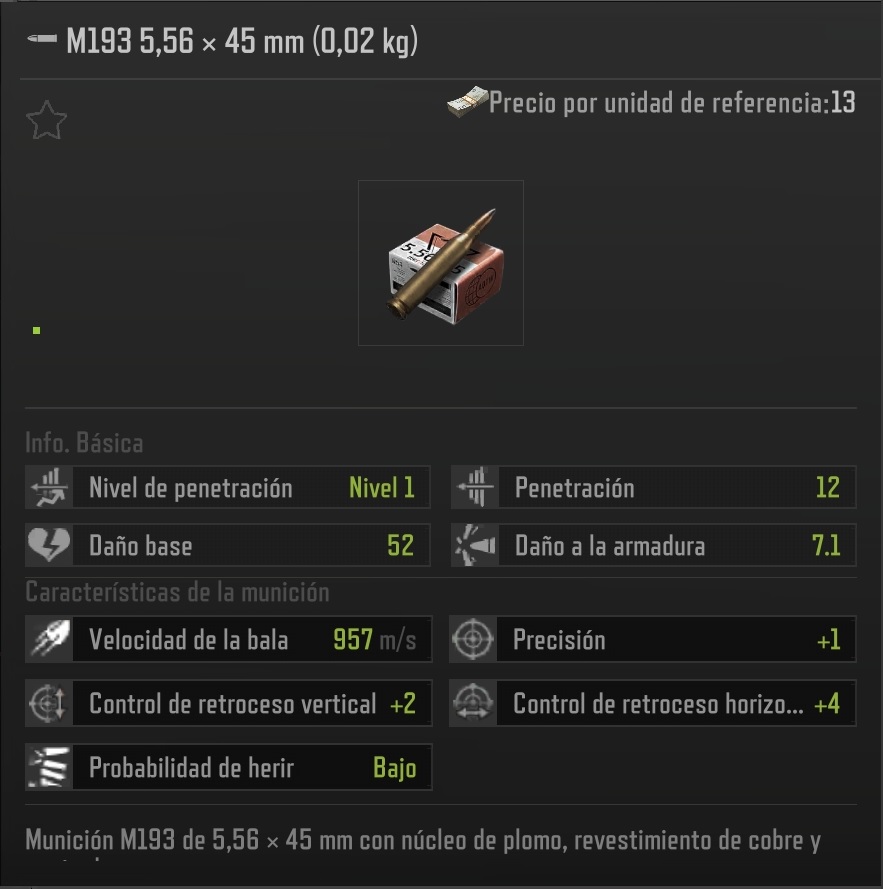 M193 5,56 × 45 mm (0,02 kg)
Precio por unidad de referencia:13
5.56
Info. Básica
Nivel de penetración Nivel 1
Penetración 12
Daño base 52
Daño a la armadura 7.1
Características de la munición
Velocidad de la bala 957 m/s
Precisión +1
Control de retroceso vertical +2
Control de retroceso horizo... +4
Probabilidad de herir Bajo
Munición M193 de 5,56 × 45 mm con núcleo de plomo, revestimiento de cobre y